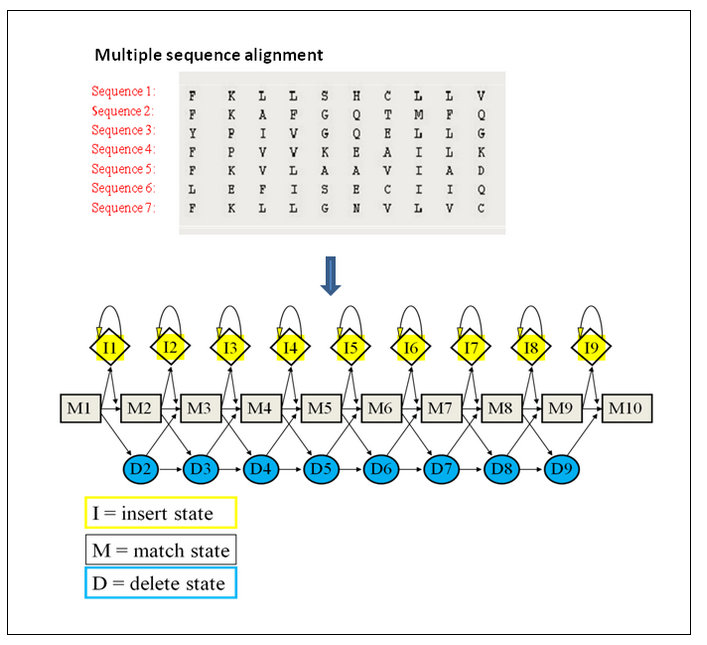 Multiple sequence alignment
Sequence 1: F K L L S H C L L V
Sequence 2: F K A F G Q T M F Q
Sequence 3: Y P I V G Q E L L G
Sequence 4: F P V V K E A I L K
Sequence 5: F K V L A A V I A D
Sequence 6: L E F I S E C I I Q
Sequence 7: F K L L G N V L V C
I1 I2 I3 I4 I5 I6 I7 I8 I9
M1 M2 M3 M4 M5 M6 M7 M8 M9 M10
D2 D3 D4 D5 D6 D7 D8 D9
I = insert state
M = match state
D = delete state